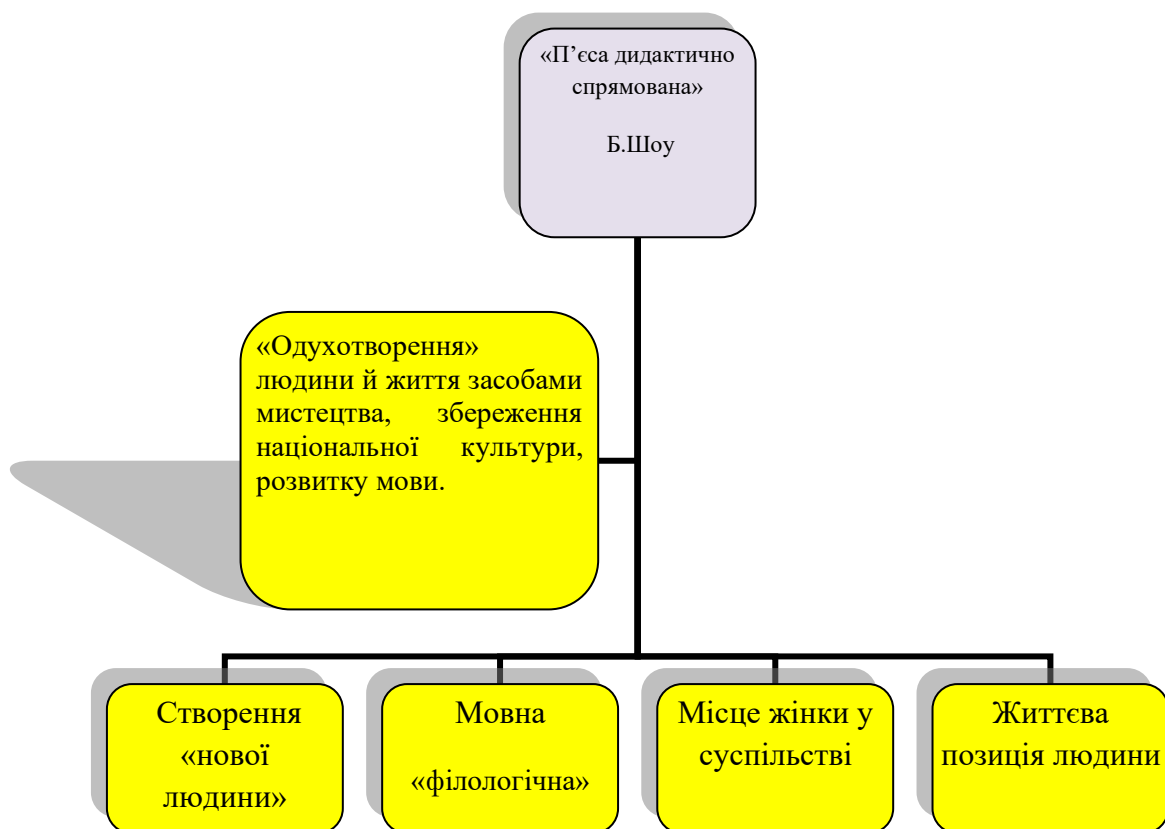 «П’єса дидактично
спрямована»
Б.Шоу
«Одухотворення»
людини й життя засобами
мистецтва, збереження
національної культури,
розвитку мови.
Створення
«нової
людини»
Мовна
«філологічна»
Місце жінки у
суспільстві
Життєва
позиція людини